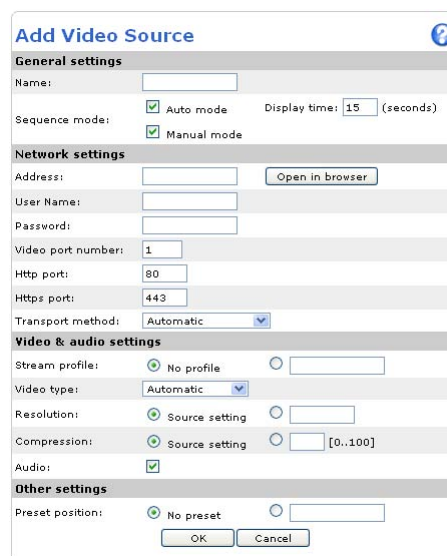 Add Video Source
?
General settings
Name:
Sequence mode:
Auto mode
Display time: 15 (seconds)
Manual mode
Network settings
Address:
Open in browser
User Name:
Password:
Video port number: 1
Http port: 80
Https port: 443
Transport method: Automatic
Video & audio settings
Stream profile: No profile
Video type: Automatic
Resolution: Source setting
Compression: Source setting [0..100]
Audio:
Other settings
Preset position: No preset
OK Cancel